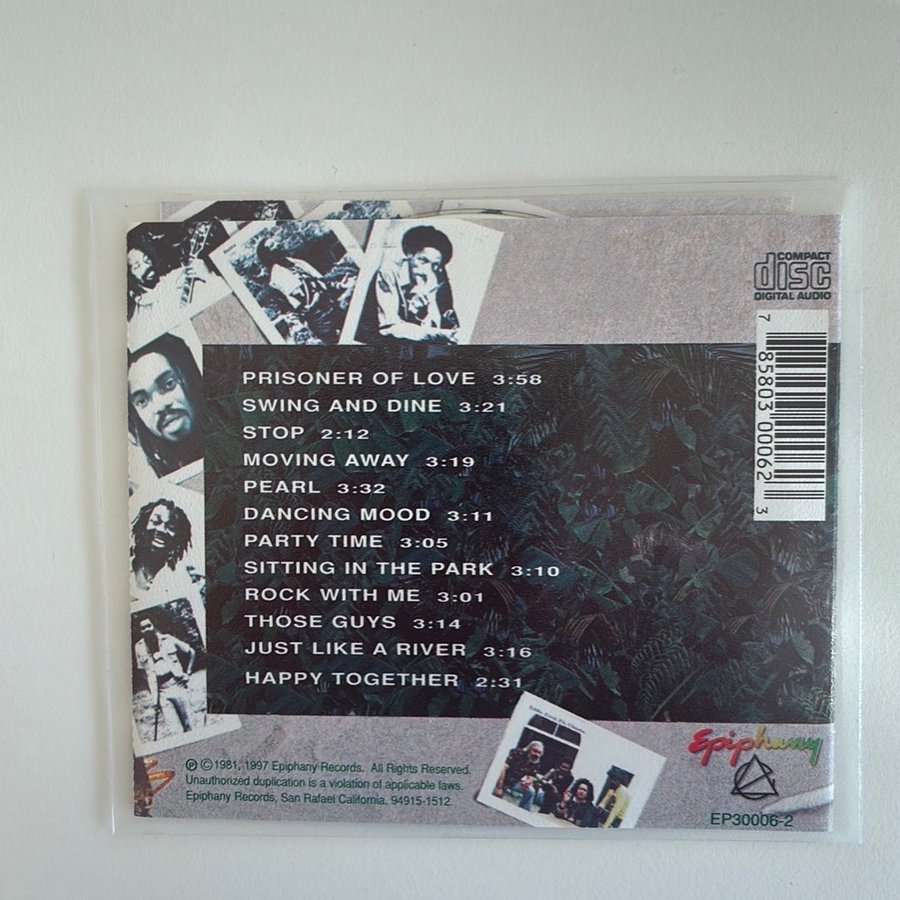 COMPACT
disc
DIGITAL AUDIO
7 85803 00062 3
PRISONER OF LOVE 3:58
SWING AND DINE 3:21
STOP 2:12
MOVING AWAY 3:19
PEARL 3:32
DANCING MOOD 3:11
PARTY TIME 3:05
SITTING IN THE PARK 3:10
ROCK WITH ME 3:01
THOSE GUYS 3:14
JUST LIKE A RIVER 3:16
HAPPY TOGETHER 2:31
Epiphany
℗ ©1981, 1997 Epiphany Records. All Rights Reserved.
Unauthorized duplication is a violation of applicable laws.
Epiphany Records, San Rafael California, 94915-1512.
EP30006-2